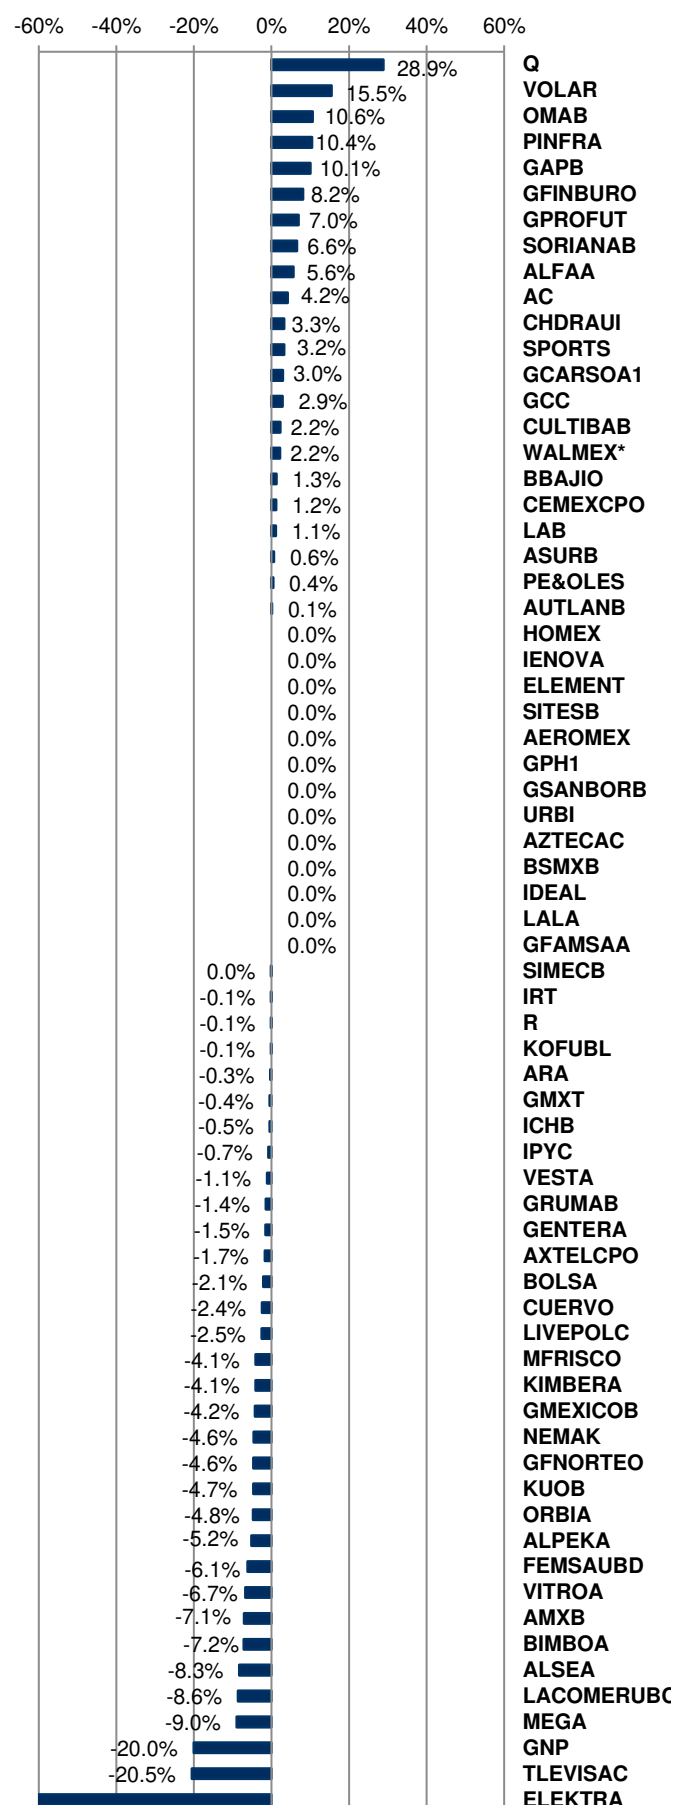 -60% -40% -20% 0% 20% 40% 60%
28.9% Q
15.5% VOLAR
10.6% OMAB
10.4% PINFRA
10.1% GAPB
8.2% GFINBURO
7.0% GPROFUT
6.6% SORIANAB
5.6% ALFAA
4.2% AC
3.3% CHDRAUI
3.2% SPORTS
3.0% GCARSOA1
2.9% GCC
2.2% CULTIBAB
2.2% WALMEX*
1.3% BBAJIO
1.2% CEMEXCPO
1.1% LAB
0.6% ASURB
0.4% PE&OLES
0.1% AUTLANB
0.0% HOMEX
0.0% IENOVA
0.0% ELEMENT
0.0% SITESB
0.0% AEROMEX
0.0% GPH1
0.0% GSANBORB
0.0% URBI
0.0% AZTECAC
0.0% BSMXB
0.0% IDEAL
0.0% LALA
0.0% GFAMSAA
0.0% SIMECB
-0.1% IRT
-0.1% R
-0.1% KOFUBL
-0.3% ARA
-0.4% GMXT
-0.5% ICHB
-0.7% IPYC
-1.1% VESTA
-1.4% GRUMAB
-1.5% GENTERA
-1.7% AXTELCPO
-2.1% BOLSA
-2.4% CUERVO
-2.5% LIVEPOLC
-4.1% MFRISCO
-4.1% KIMBERA
-4.2% GMEXICOB
-4.6% NEMAK
-4.6% GFNORTEO
-4.7% KUOB
-4.8% ORBIA
-5.2% ALPEKA
-6.1% FEMSAUBD
-6.7% VITROA
-7.1% AMXB
-7.2% BIMBOA
-8.3% ALSEA
-8.6% LACOMERUBC
-9.0% MEGA
-20.0% GNP
-20.5% TLEVISAC
ELEKTRA